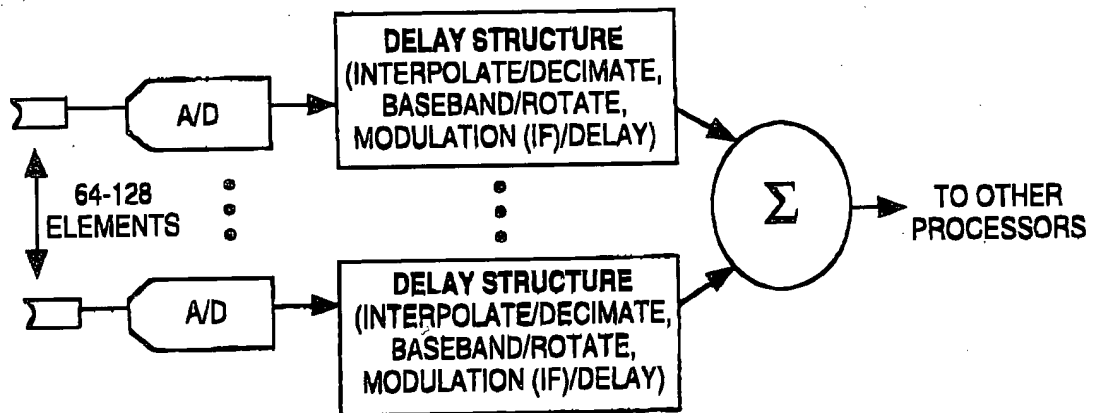 DELAY STRUCTURE
(INTERPOLATE/DECIMATE,
BASEBAND/ROTATE,
MODULATION (IF)/DELAY)
A/D
64-128
ELEMENTS
Σ
TO OTHER
PROCESSORS
A/D
DELAY STRUCTURE
(INTERPOLATE/DECIMATE,
BASEBAND/ROTATE,
MODULATION (IF)/DELAY)